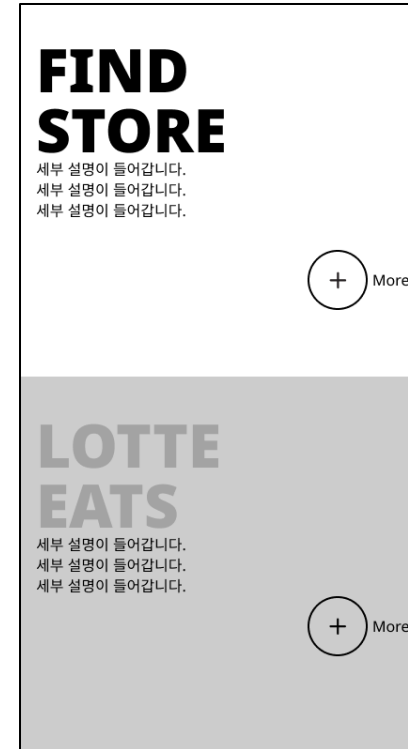 FIND
STORE
세부 설명이 들어갑니다.
세부 설명이 들어갑니다.
세부 설명이 들어갑니다.
+ More
LOTTE
EATS
세부 설명이 들어갑니다.
세부 설명이 들어갑니다.
세부 설명이 들어갑니다.
+ More